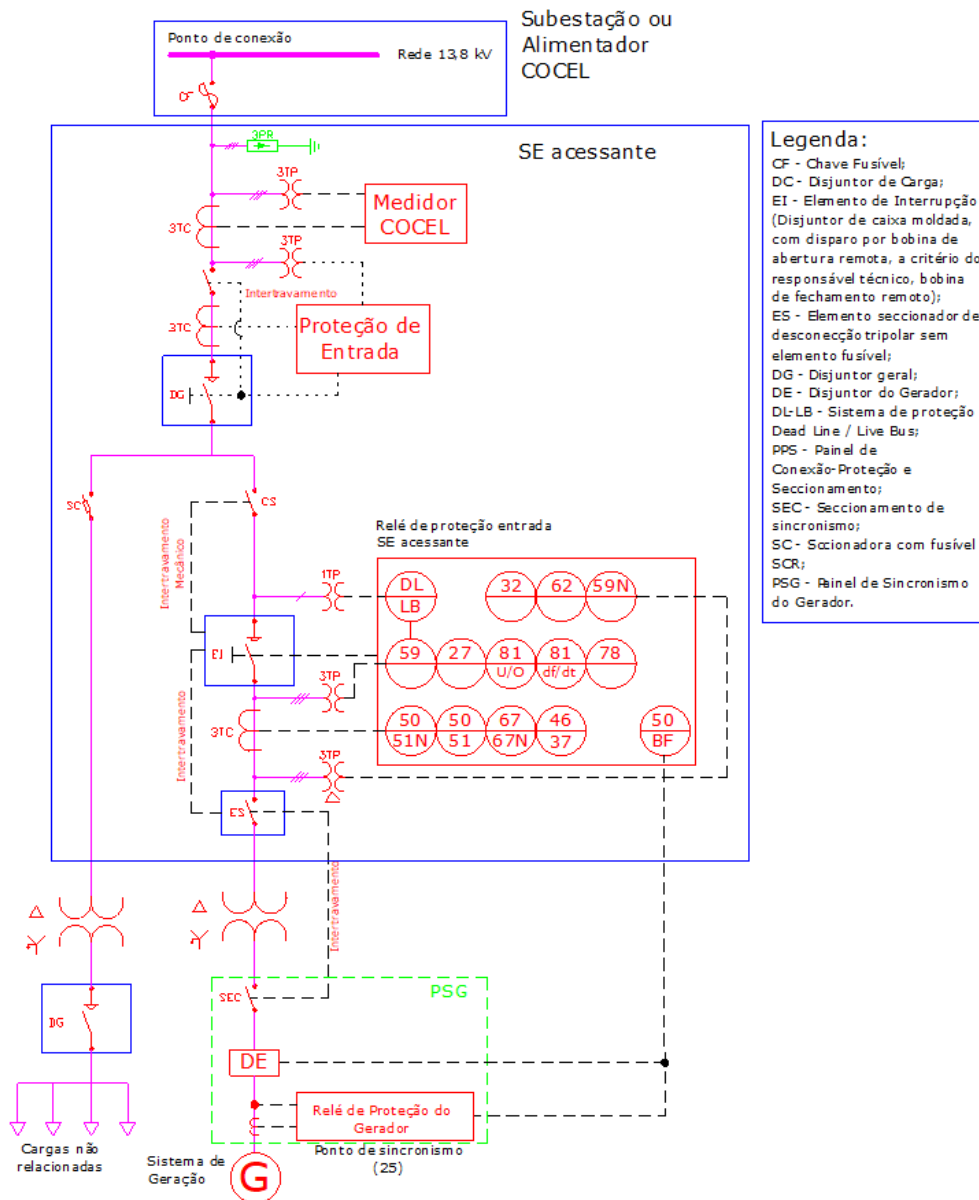 Subestação ou
Alimentador
COCEL
Ponto de conexão
Rede 13,8 kV
CF
SE acessante
3PR
3TP
Medidor
COCEL
3TC
3TP
Intertravamento
3TC
Proteção de
Entrada
DG
SC
CS
Intertravamento
Mecânico
Relé de proteção entrada
SE acessante
1TP
DL
LB
32
62
59N
EI
59
27
81
U/O
81
df/dt
78
3TP
Intertravamento
3TC
50
51N
50
51
67
67N
46
37
50
BF
3TP
ES
Intertravamento
SEC
PSG
DG
DE
Relé de Proteção do
Gerador
Ponto de sincronismo
(25)
Cargas não
relacionadas
Sistema de
Geração
G
Legenda:
CF - Chave Fusível;
DC - Disjuntor de Carga;
EI - Elemento de Interrupção
(Disjuntor de caixa moldada,
com disparo por bobina de
abertura remota, a critério do
responsável técnico, bobina
de fechamento remoto);
ES - Elemento seccionador de
desconecção tripolar sem
elemento fusível;
DG - Disjuntor geral;
DE - Disjuntor do Gerador;
DL-LB - Sistema de proteção
Dead Line / Live Bus;
PPS - Painel de
Conexão-Proteção e
Seccionamento;
SEC - Seccionamento de
sincronismo;
SC - Sccionadora com fusível
SCR;
PSG - Painel de Sincronismo
do Gerador.